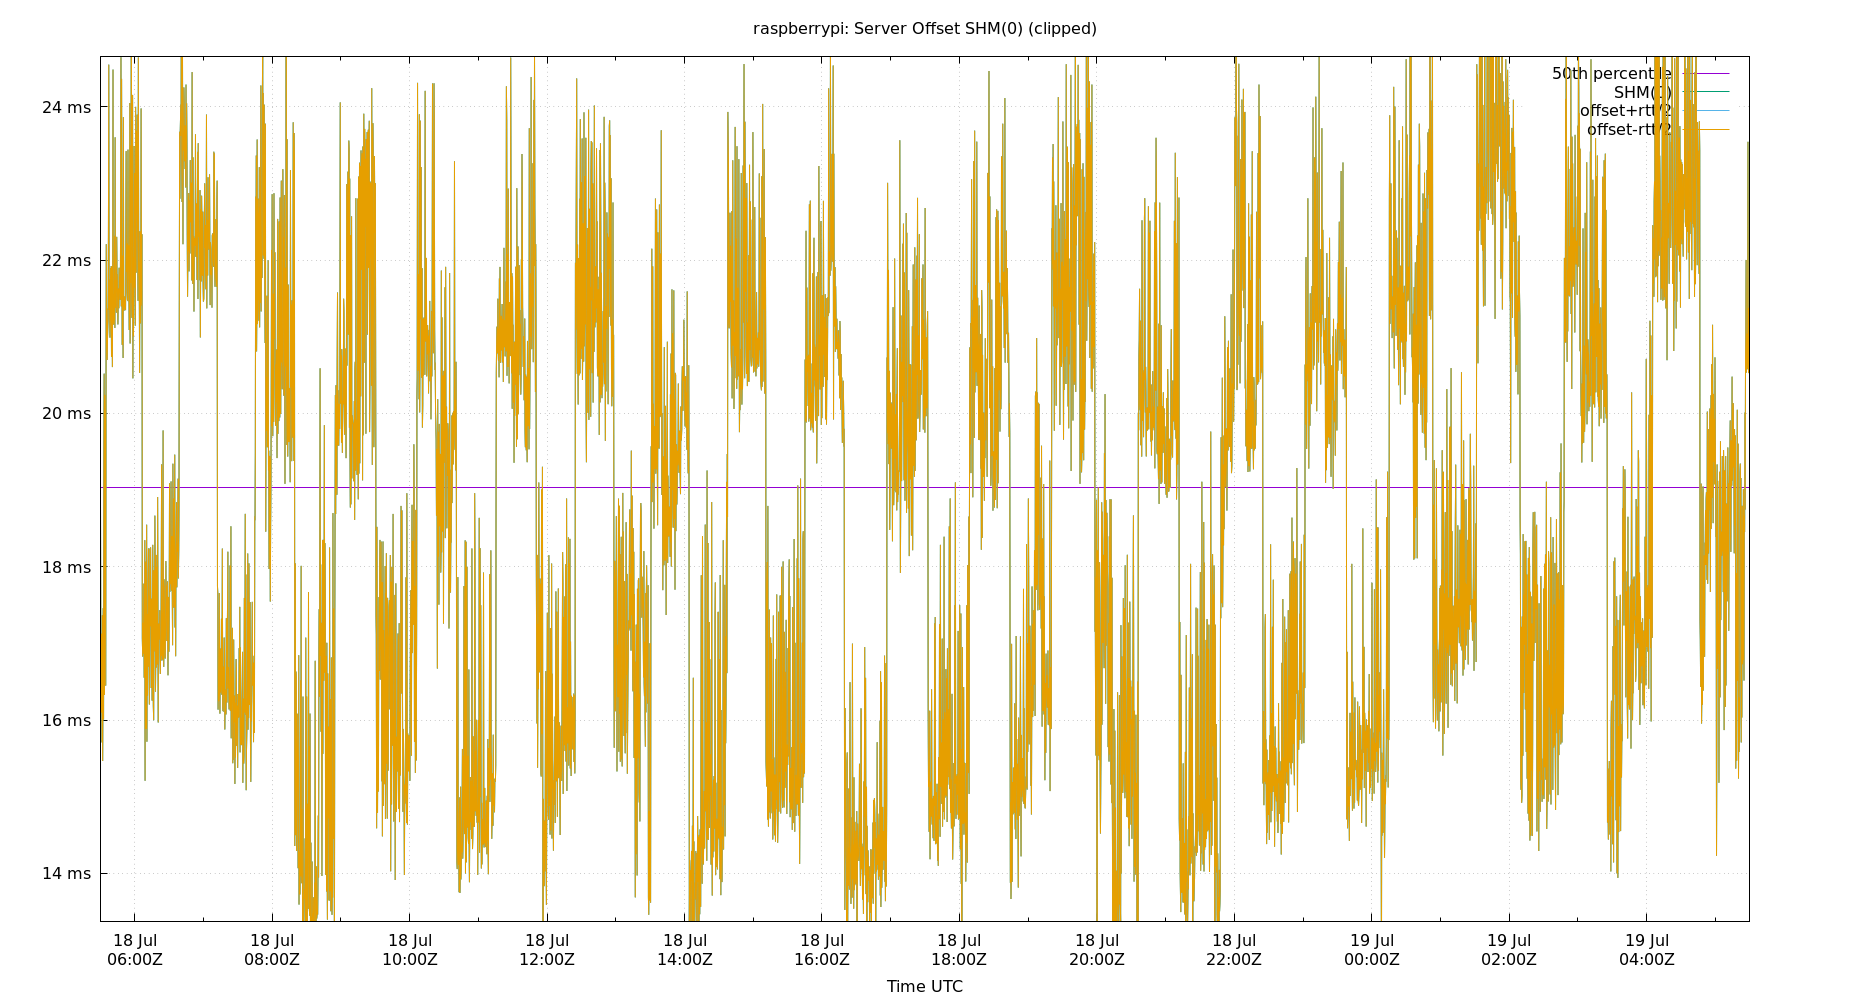 raspberrypi: Server Offset SHM(0) (clipped)
50th percentile
SHM(0)
offset+rtt/2
offset-rtt/2
24 ms
22 ms
20 ms
18 ms
16 ms
14 ms
18 Jul 18 Jul 18 Jul 18 Jul 18 Jul 18 Jul 18 Jul 18 Jul 18 Jul 19 Jul 19 Jul 19 Jul
06:00Z 08:00Z 10:00Z 12:00Z 14:00Z 16:00Z 18:00Z 20:00Z 22:00Z 00:00Z 02:00Z 04:00Z
Time UTC